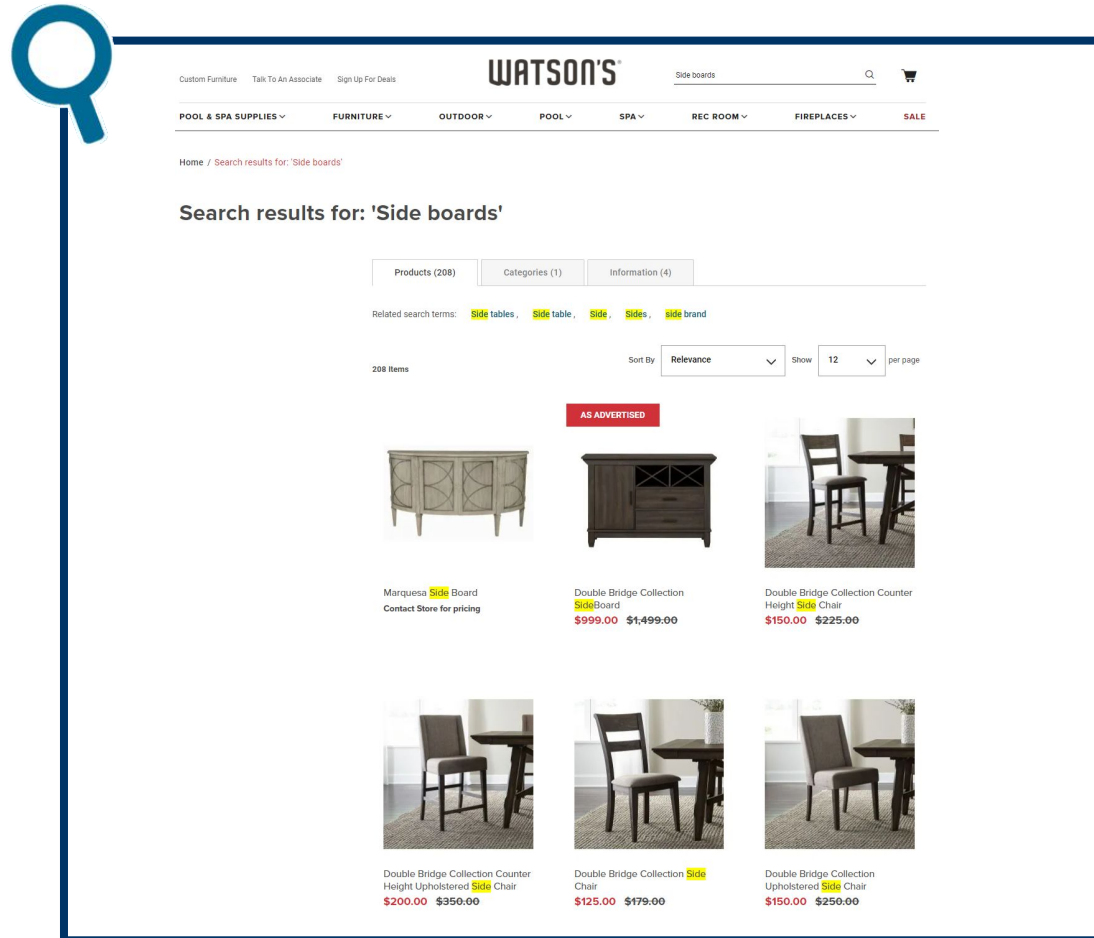 Custom Furniture Talk To An Associate Sign Up For Deals
WATSON'S®
Side boards
POOL & SPA SUPPLIES FURNITURE OUTDOOR POOL SPA REC ROOM FIREPLACES SALE
Home / Search results for: 'Side boards'
Search results for: 'Side boards'
Products (208) Categories (1) Information (4)
Related search terms: Side tables , Side table , Side , Sides , side brand
208 Items
Sort By Relevance Show 12 per page
AS ADVERTISED
Marquesa Side Board
Contact Store for pricing
Double Bridge Collection
SideBoard
$999.00 $1,499.00
Double Bridge Collection Counter
Height Side Chair
$150.00 $225.00
Double Bridge Collection Counter
Height Upholstered Side Chair
$200.00 $350.00
Double Bridge Collection Side
Chair
$125.00 $179.00
Double Bridge Collection
Upholstered Side Chair
$150.00 $250.00